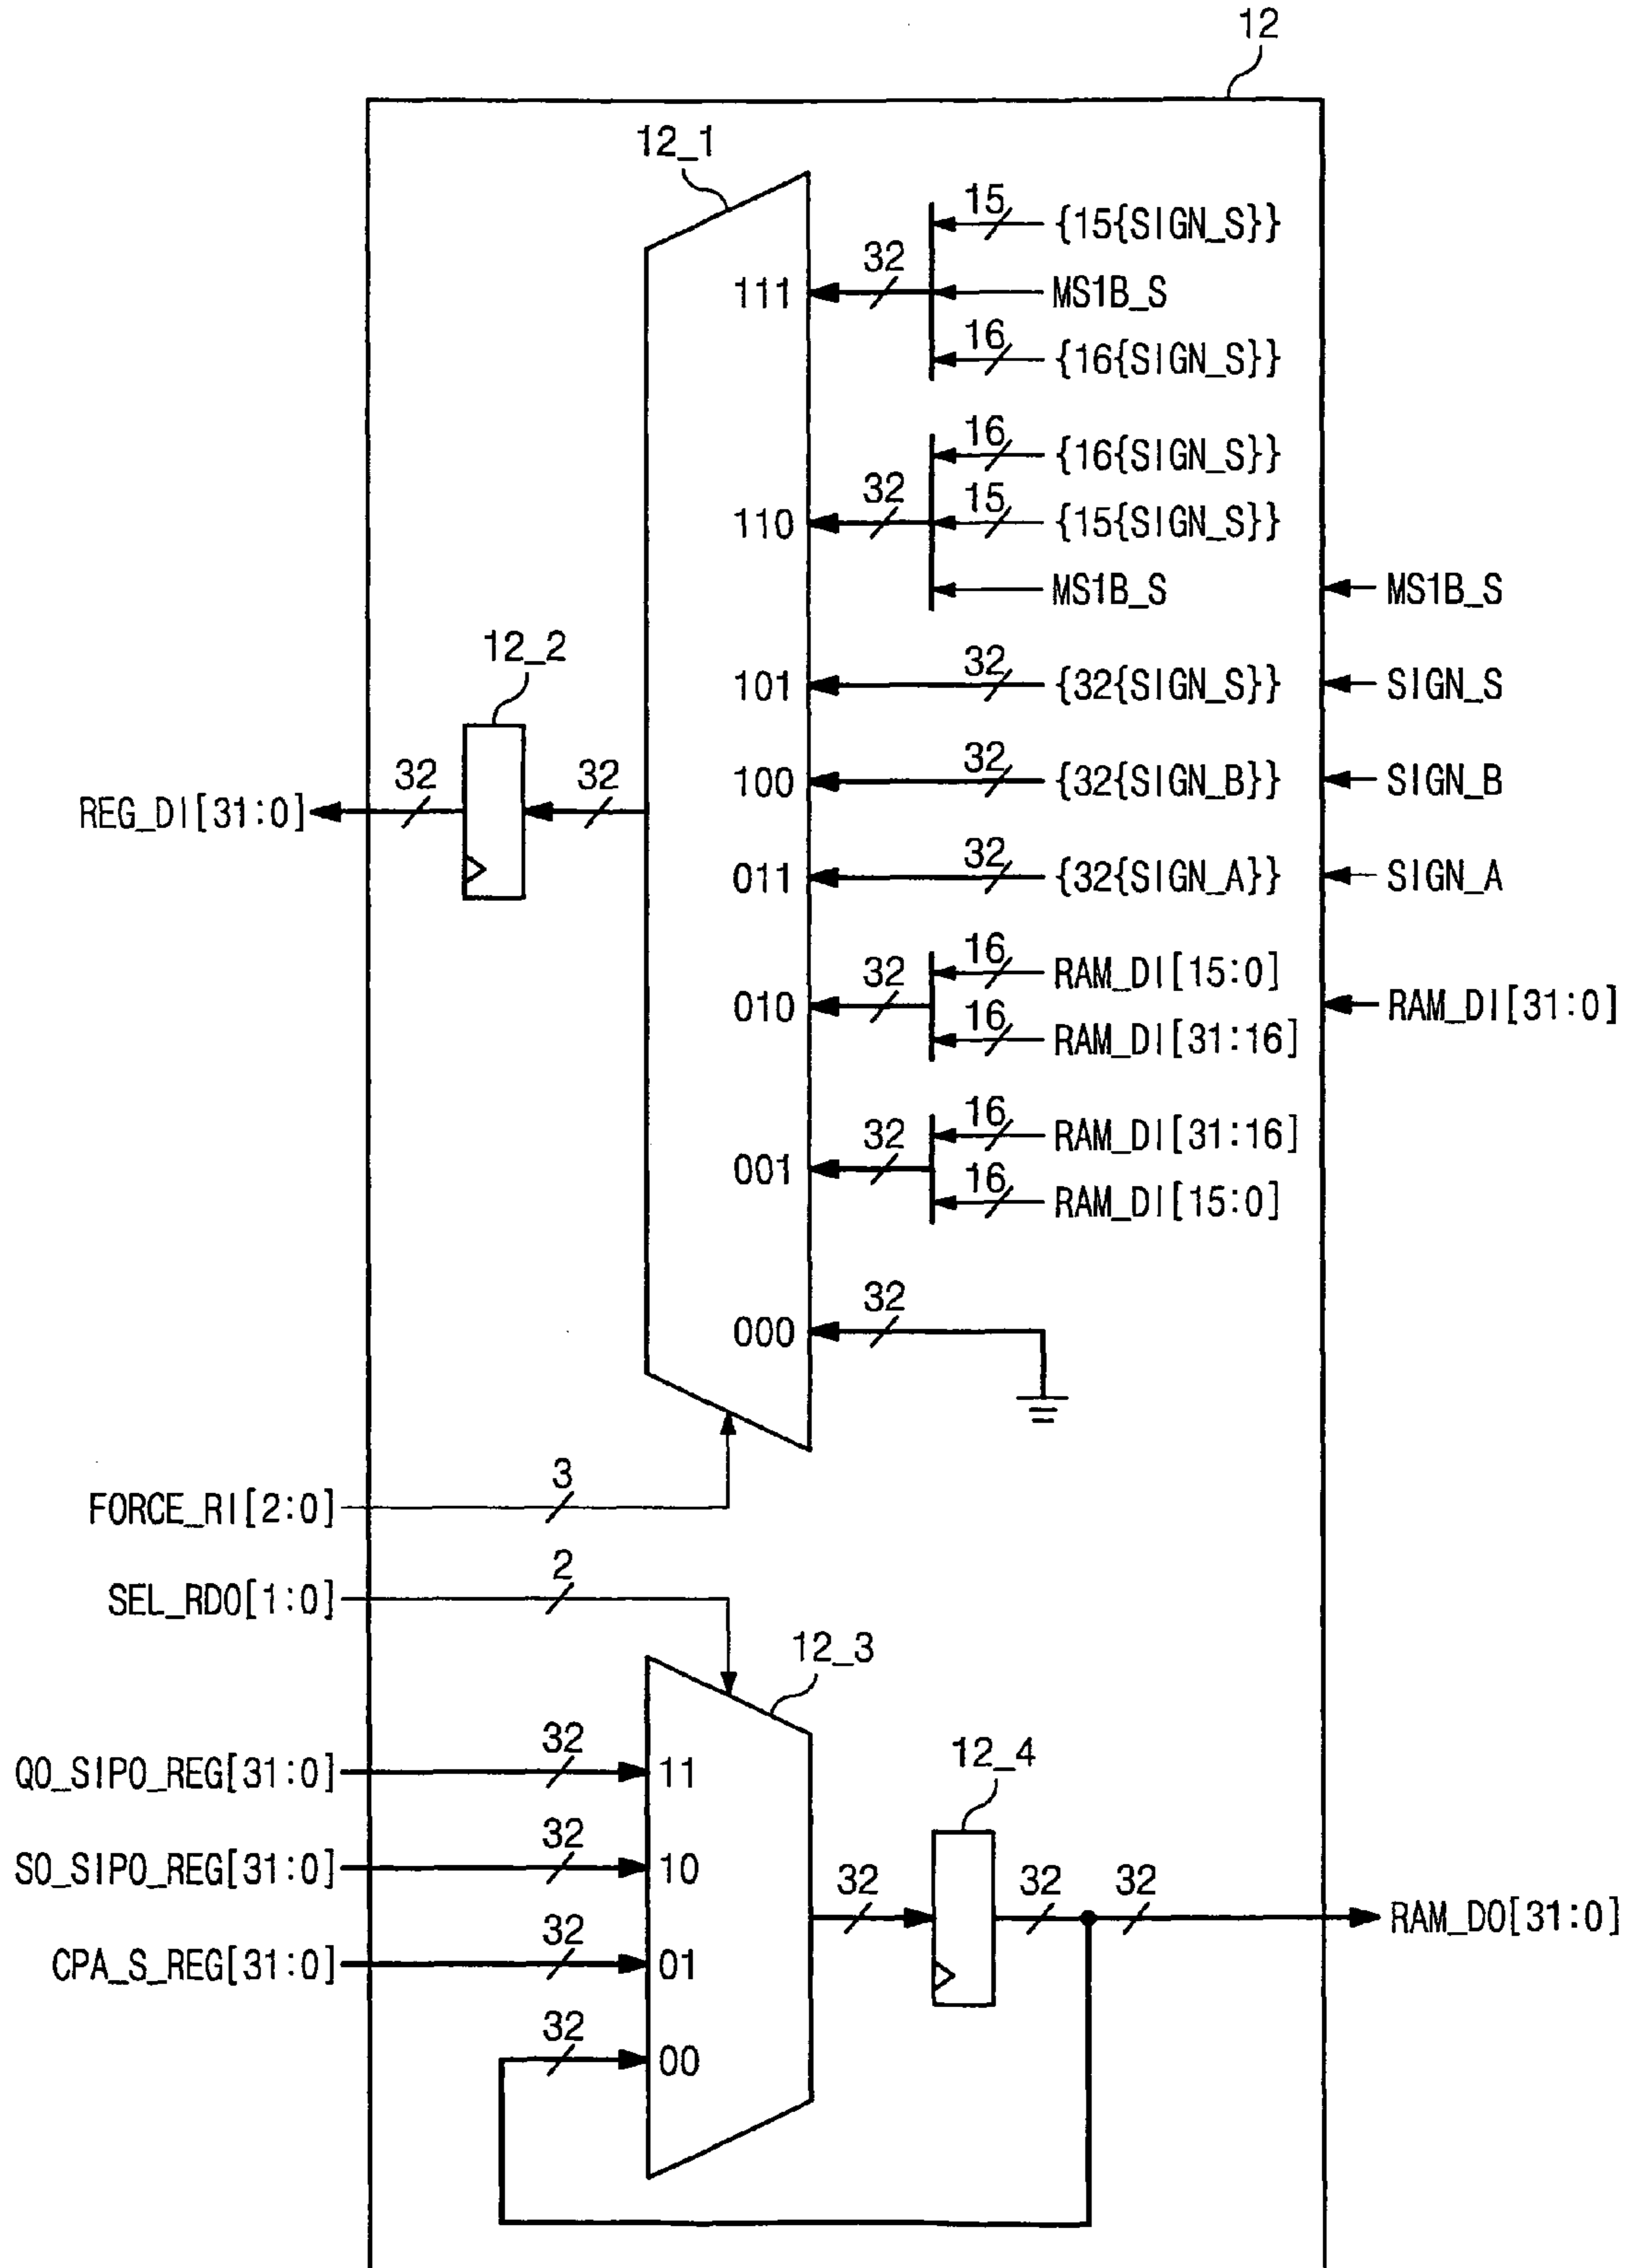 12
12_1
15 {15{SIGN_S}}
32
111 MS1B_S
16 {16{SIGN_S}}
16 {16{SIGN_S}}
32
110 15 {15{SIGN_S}}
MS1B_S MS1B_S
12_2
101 32 {32{SIGN_S}} SIGN_S
REG_DI[31:0] 32 32 100 32 {32{SIGN_B}} SIGN_B
011 32 {32{SIGN_A}} SIGN_A
16 RAM_DI[15:0]
010 32 RAM_DI[31:0]
16 RAM_DI[31:16]
16 RAM_DI[31:16]
001 32
16 RAM_DI[15:0]
000 32
FORCE_RI[2:0] 3
SEL_RDO[1:0] 2
12_3
QO_SIPO_REG[31:0] 32 11
12_4
SO_SIPO_REG[31:0] 32 10
32 32 32 RAM_DO[31:0]
CPA_S_REG[31:0] 32 01
32 00